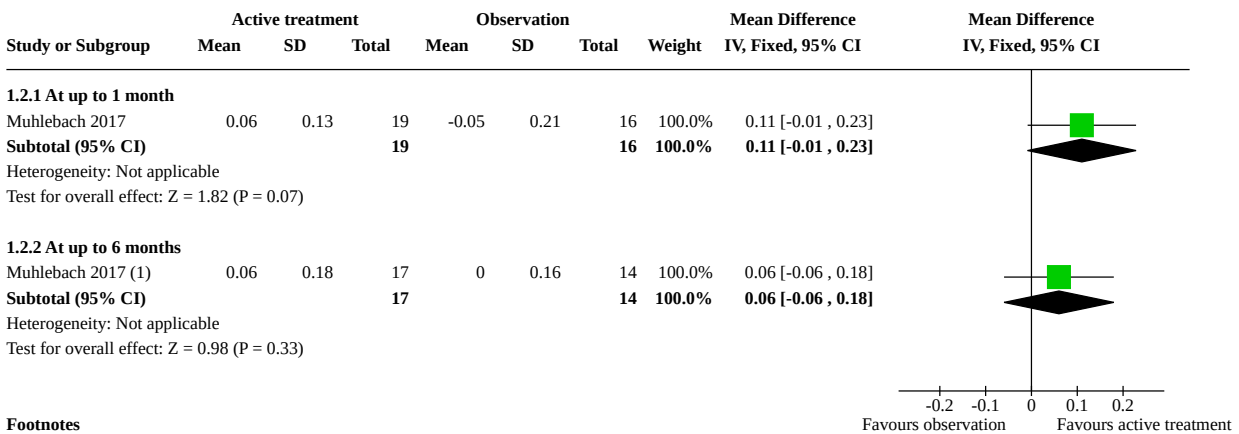 Active treatment Observation Mean Difference Mean Difference
Study or Subgroup Mean SD Total Mean SD Total Weight IV, Fixed, 95% CI IV, Fixed, 95% CI
1.2.1 At up to 1 month
Muhlebach 2017 0.06 0.13 19 -0.05 0.21 16 100.0% 0.11 [-0.01 , 0.23]
Subtotal (95% CI) 19 16 100.0% 0.11 [-0.01 , 0.23]
Heterogeneity: Not applicable
Test for overall effect: Z = 1.82 (P = 0.07)
1.2.2 At up to 6 months
Muhlebach 2017 (1) 0.06 0.18 17 0 0.16 14 100.0% 0.06 [-0.06 , 0.18]
Subtotal (95% CI) 17 14 100.0% 0.06 [-0.06 , 0.18]
Heterogeneity: Not applicable
Test for overall effect: Z = 0.98 (P = 0.33)
-0.2 -0.1 0 0.1 0.2
Footnotes Favours observation Favours active treatment